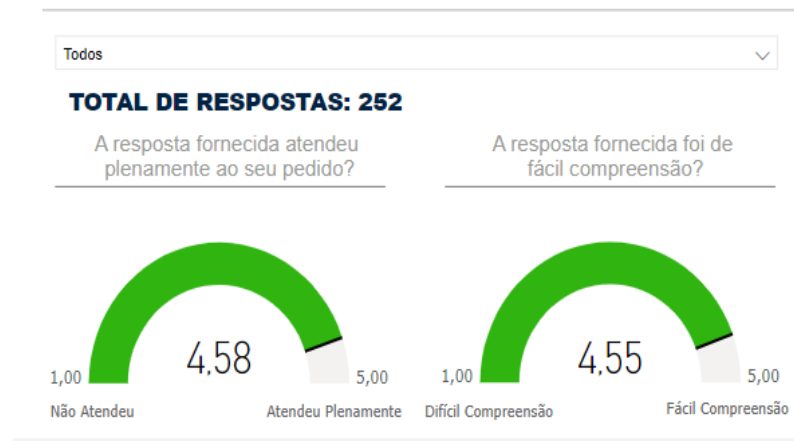 Todos
TOTAL DE RESPOSTAS: 252
A resposta fornecida atendeu
plenamente ao seu pedido?
A resposta fornecida foi de
fácil compreensão?
4,58
1,00
5,00
Não Atendeu
Atendeu Plenamente
4,55
1,00
5,00
Difícil Compreensão
Fácil Compreensão